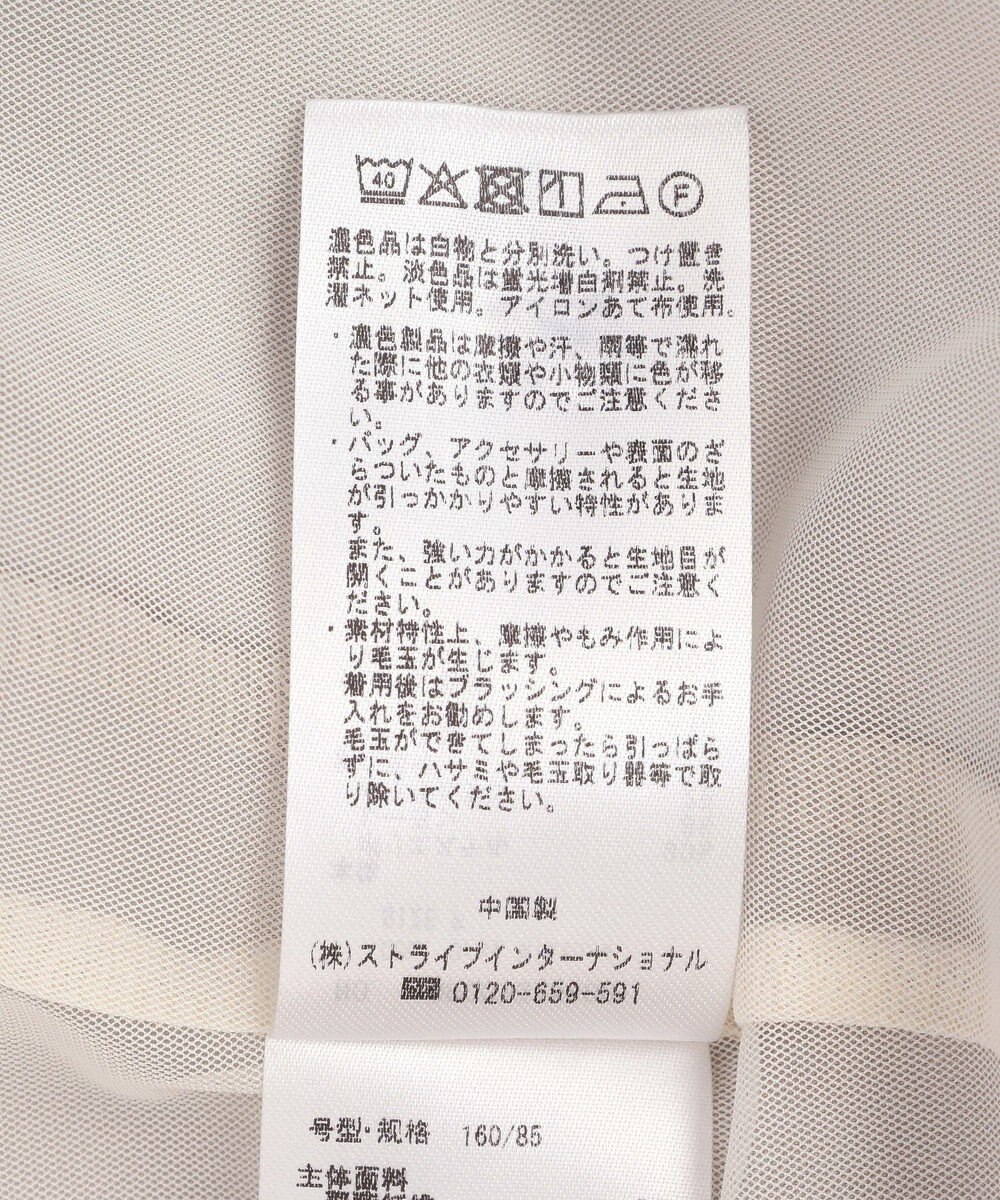 40
F
濃色品は白物と分別洗い。つけ置き
禁止。淡色品は蛍光増白剤禁止。洗
濯ネット使用。アイロンあて布使用。
・濃色製品は摩擦や汗、雨等で濡れ
た際に他の衣類や小物類に色が移
る事がありますのでご注意くださ
い。
・バッグ、アクセサリーや表面のざ
らついたものと摩擦されると生地
が引っかかりやすい特性がありま
す。
また、強い力がかかると生地目が
開くことがありますのでご注意く
ださい。
・素材特性上、摩擦やもみ作用によ
り毛玉が生じます。
着用後はブラッシングによるお手
入れをお勧めします。
毛玉ができてしまったら引っぱら
ずに、ハサミや毛玉取り器等で取
り除いてください。
中国製
(株)ストライプインターナショナル
0120-659-591
号型·规格 160/85
主体面料